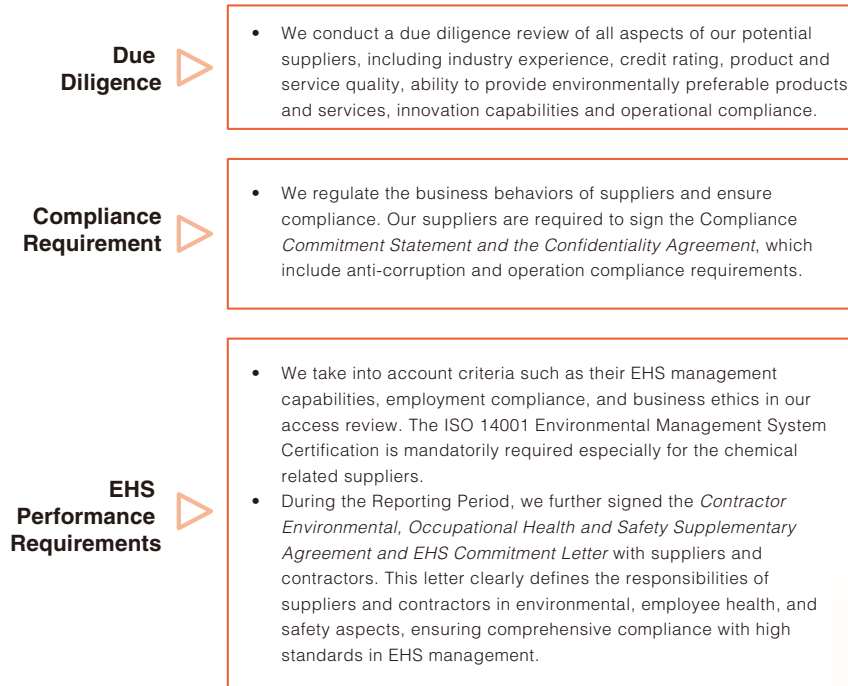 Due
Diligence
• We conduct a due diligence review of all aspects of our potential
suppliers, including industry experience, credit rating, product and
service quality, ability to provide environmentally preferable products
and services, innovation capabilities and operational compliance.
Compliance
Requirement
• We regulate the business behaviors of suppliers and ensure
compliance. Our suppliers are required to sign the Compliance
Commitment Statement and the Confidentiality Agreement, which
include anti-corruption and operation compliance requirements.
EHS
Performance
Requirements
• We take into account criteria such as their EHS management
capabilities, employment compliance, and business ethics in our
access review. The ISO 14001 Environmental Management System
Certification is mandatorily required especially for the chemical
related suppliers.
• During the Reporting Period, we further signed the Contractor
Environmental, Occupational Health and Safety Supplementary
Agreement and EHS Commitment Letter with suppliers and
contractors. This letter clearly defines the responsibilities of
suppliers and contractors in environmental, employee health, and
safety aspects, ensuring comprehensive compliance with high
standards in EHS management.